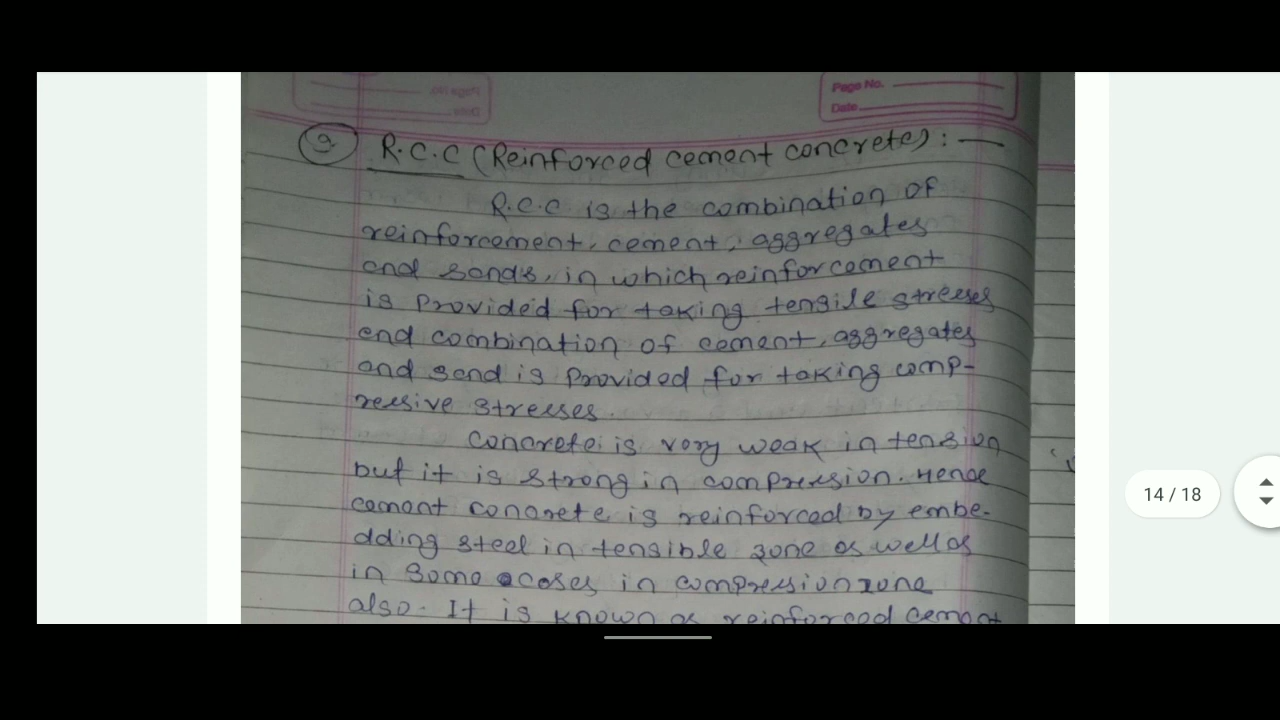 Page No.
Date
9 R.C.C (Reinforced cement concrete) : —
R.C.C is the combination of
reinforcement, cement, aggregates
and sands, in which reinforcement
is Provided for taking tensile stresses
and combination of cement, aggregates
and sand is Provided for taking comp-
ressive stresses.
Concrete is very weak in tension
but it is strong in compression. Hence
cement concrete is reinforced by embe-
dding steel in tensible zone as well as
in some cases in compression zone
also. It is known as reinforced cement
14 / 18